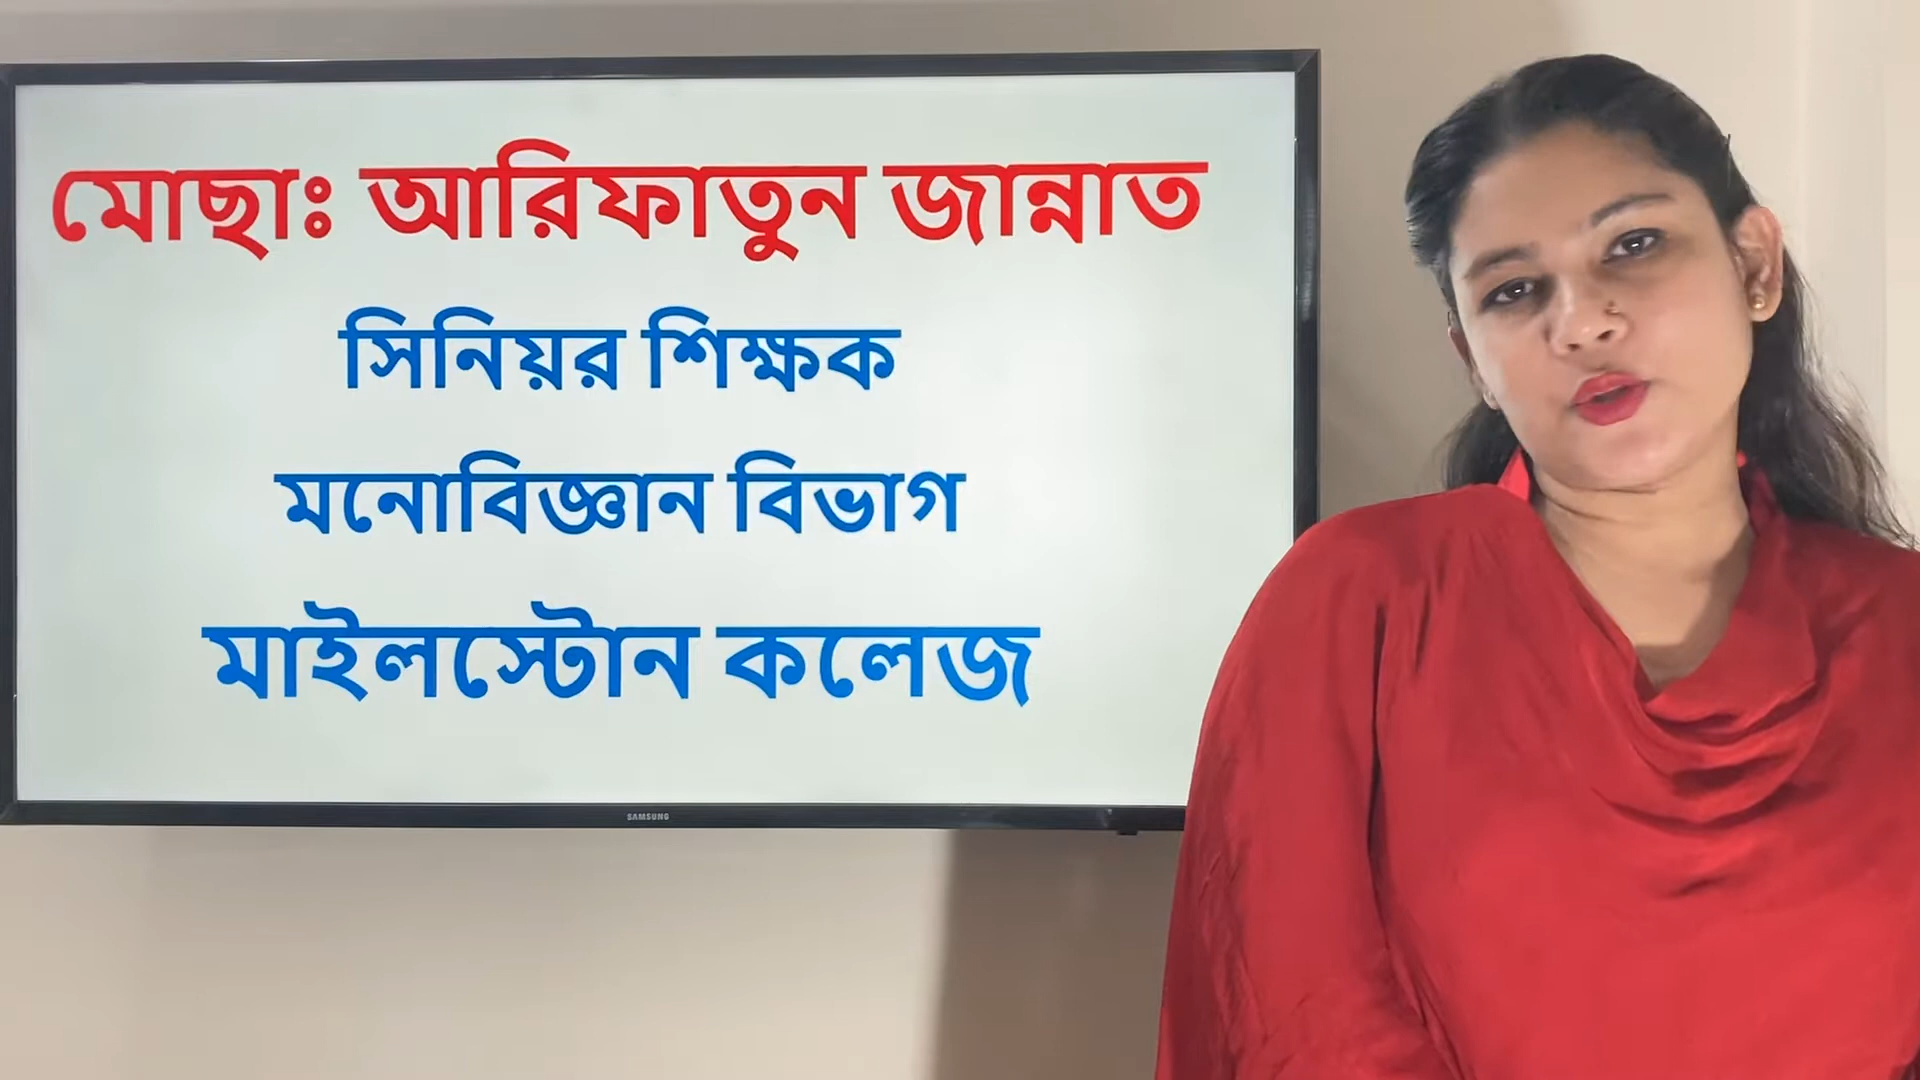 মোছাঃ আরিফাতুন জান্নাত
সিনিয়র শিক্ষক
মনোবিজ্ঞান বিভাগ
মাইলস্টোন কলেজ
SAMSUNG